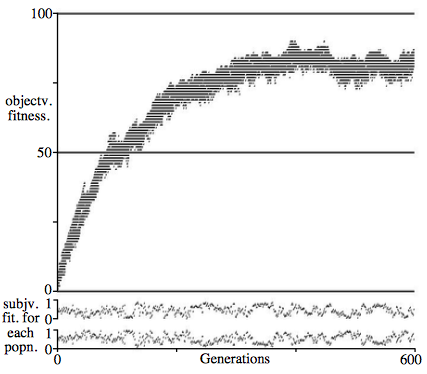 100
objectv.
fitness.
50
0
subjv. 1
fit. for 0
each 1
popn. 0
0 Generations 600